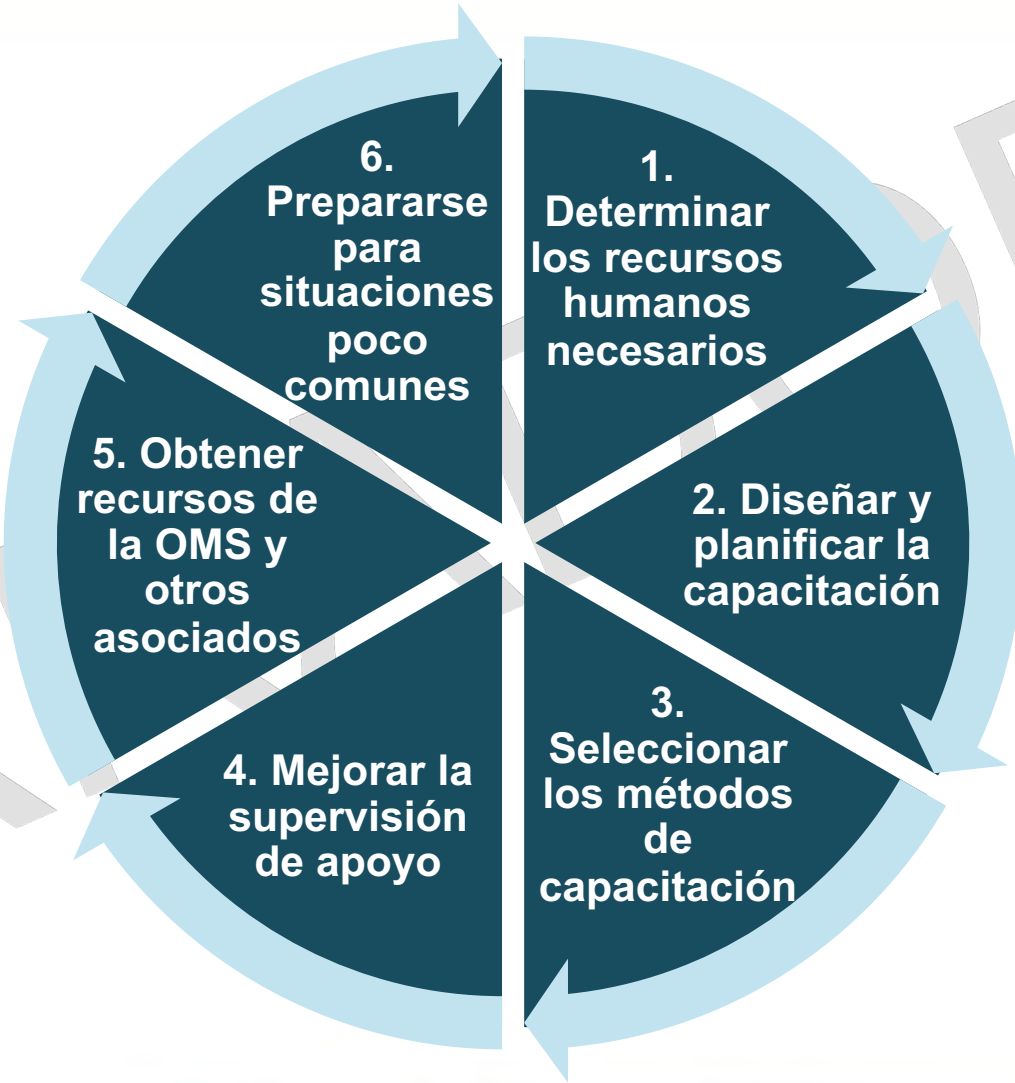 1.
Determinar
los recursos
humanos
necesarios
2. Diseñar y
planificar la
capacitación
3.
Seleccionar
los métodos
de
capacitación
4. Mejorar la
supervisión
de apoyo
5. Obtener
recursos de
la OMS y
otros
asociados
6.
Prepararse
para
situaciones
poco
comunes